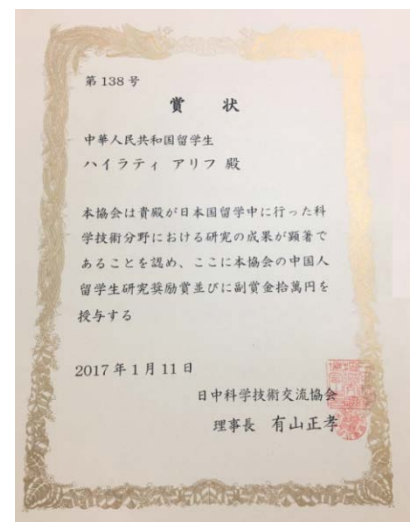 第138号
賞 状
中華人民共和国留学生
ハイラティ アリフ 殿
本協会は貴殿が日本国留学中に行った科
学技術分野における研究の成果が顕著で
あることを認め、ここに本協会の中国人
留学生研究奨励賞並びに副賞金拾萬円を
授与する
2017年1月11日
日中科学技術交流協会
理事長 有山正孝